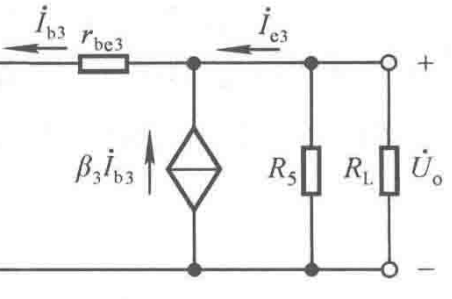 İb3 rbe3 İe3 +
β3İb3 R5 RL U̇o
−